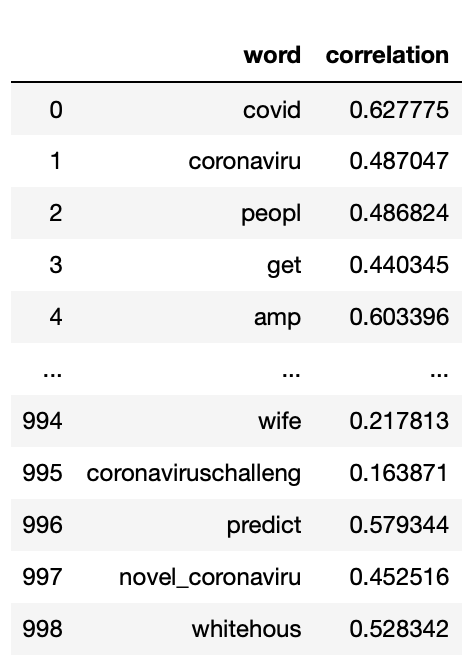 word correlation
0 covid 0.627775
1 coronaviru 0.487047
2 peopl 0.486824
3 get 0.440345
4 amp 0.603396
... ... ...
994 wife 0.217813
995 coronaviruschalleng 0.163871
996 predict 0.579344
997 novel_coronaviru 0.452516
998 whitehous 0.528342